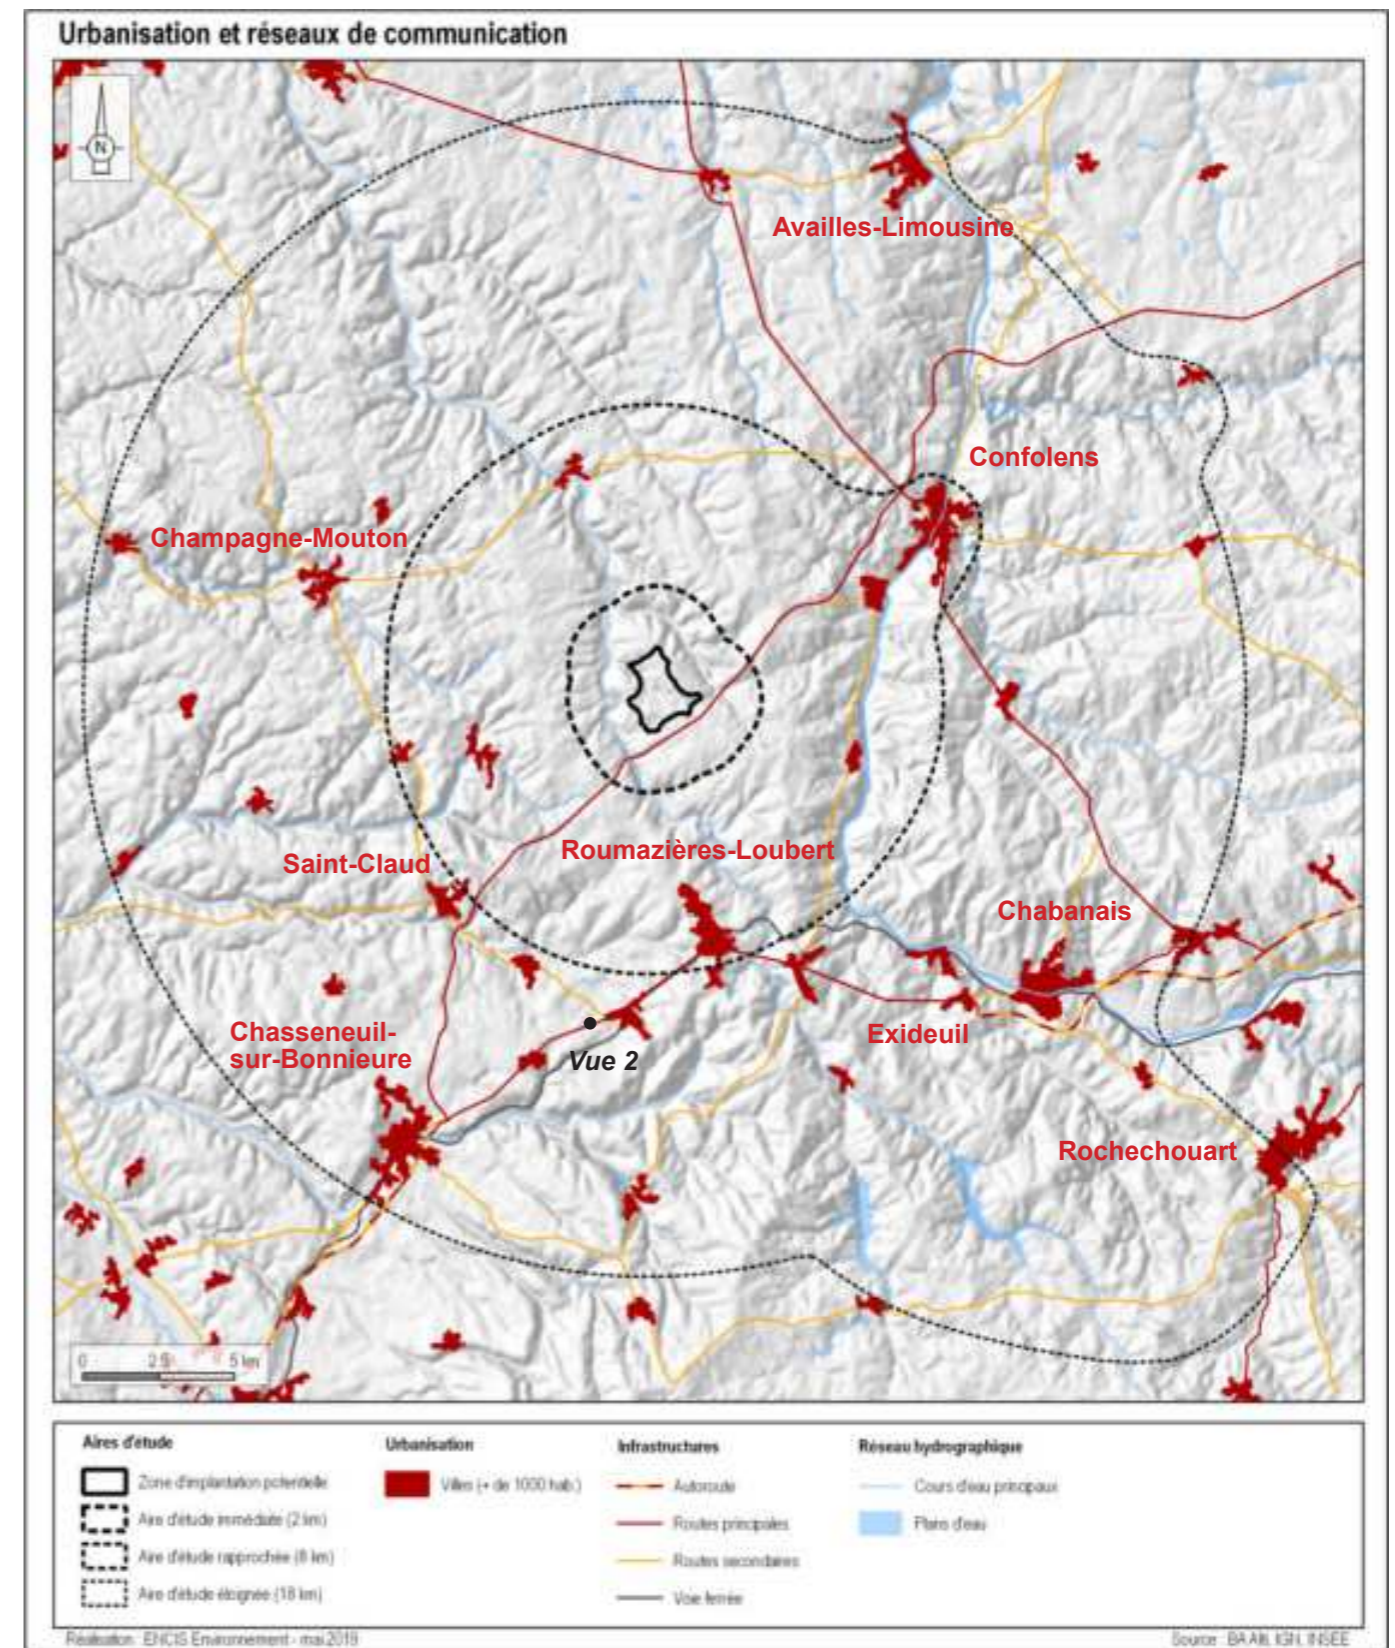 Urbanisation et réseaux de communication
N
Availles-Limousine
Confolens
Champagne-Mouton
Saint-Claud
Roumazières-Loubert
Chabanais
Chasseneuil-
sur-Bonnieure
Exideuil
Vue 2
Rochechouart
0 2.5 5 km
Aires d'étude
Zone d'implantation potentielle
Aire d'étude immédiate (2 km)
Aire d'étude rapprochée (8 km)
Aire d'étude éloignée (18 km)
Urbanisation
Villes (+ de 1000 hab.)
Infrastructures
Autoroute
Routes principales
Routes secondaires
Voie ferrée
Réseau hydrographique
Cours d'eau principaux
Plans d'eau
Réalisation : ENCIS Environnement - mai 2019
Source : IGN, INSEE